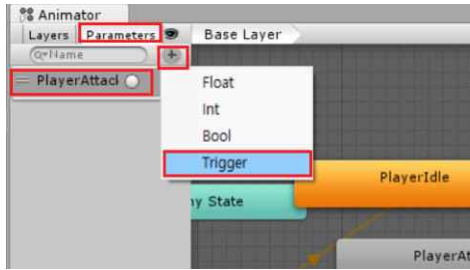 Animator
Layers Parameters Base Layer
Name
PlayerAttacl
Float
Int
Bool
Trigger
PlayerIdle
ny State
PlayerAt